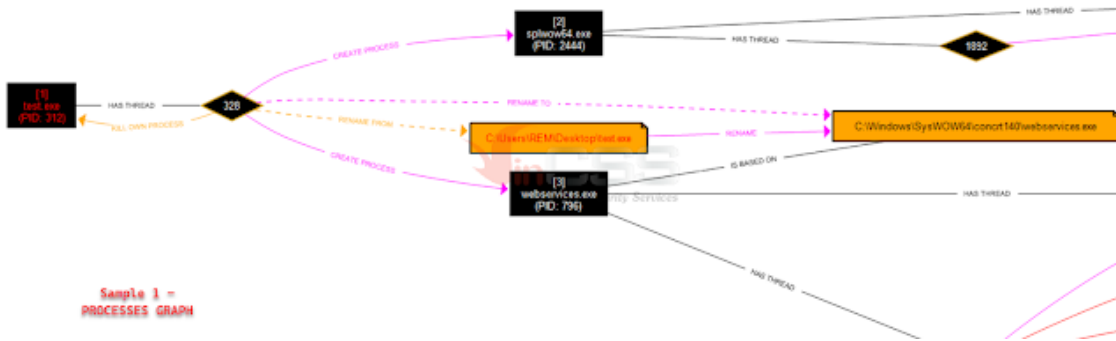 HAS THREAD
[2]
splwow64.exe
(PID: 2444)
HAS THREAD
1892
CREATE PROCESS
[1]
test.exe
(PID: 312)
HAS THREAD
328
KILL OWN PROCESS
RENAME TO
RENAME FROM
C:\Users\REM\Desktop\test.exe
RENAME
C:\Windows\SysWOW64\concrt140\webservices.exe
CREATE PROCESS
IS BASED ON
[3]
webservices.exe
(PID: 796)
HAS THREAD
Security Services
HAS THREAD
Sample 1 –
PROCESSES GRAPH